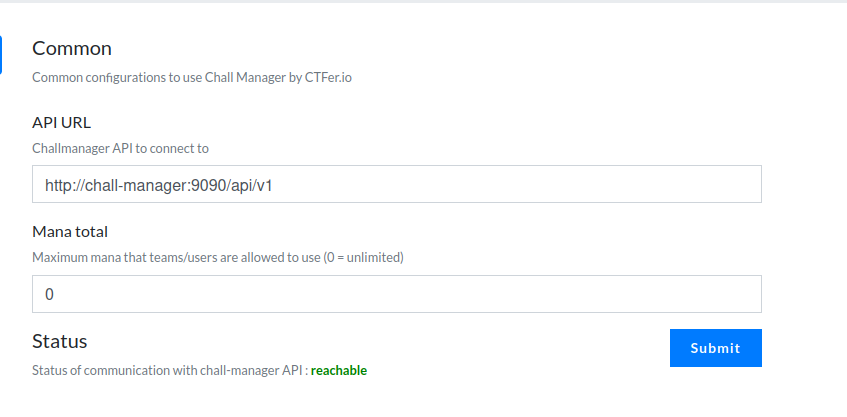 Common
Common configurations to use Chall Manager by CTFer.io
API URL
Challmanager API to connect to
http://chall-manager:9090/api/v1
Mana total
Maximum mana that teams/users are allowed to use (0 = unlimited)
0
Status
Submit
Status of communication with chall-manager API : reachable